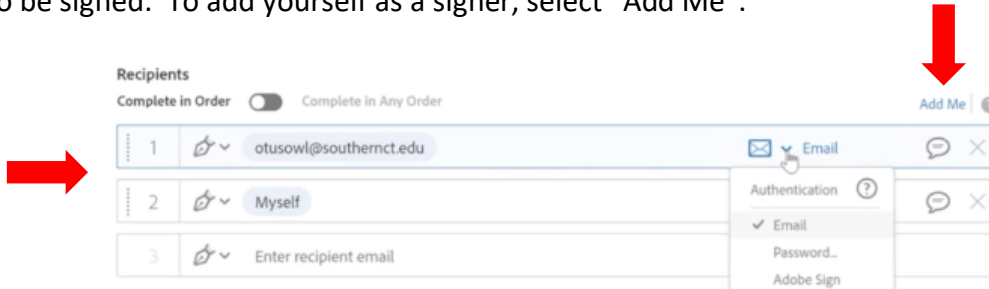 o be signed. To add yourself as a signer, select "Add Me".
Recipients
Complete in Order Complete in Any Order Add Me
1 otusowl@southernct.edu Email
Authentication ?
2 Myself
✓ Email
3 Enter recipient email Password...
Adobe Sign